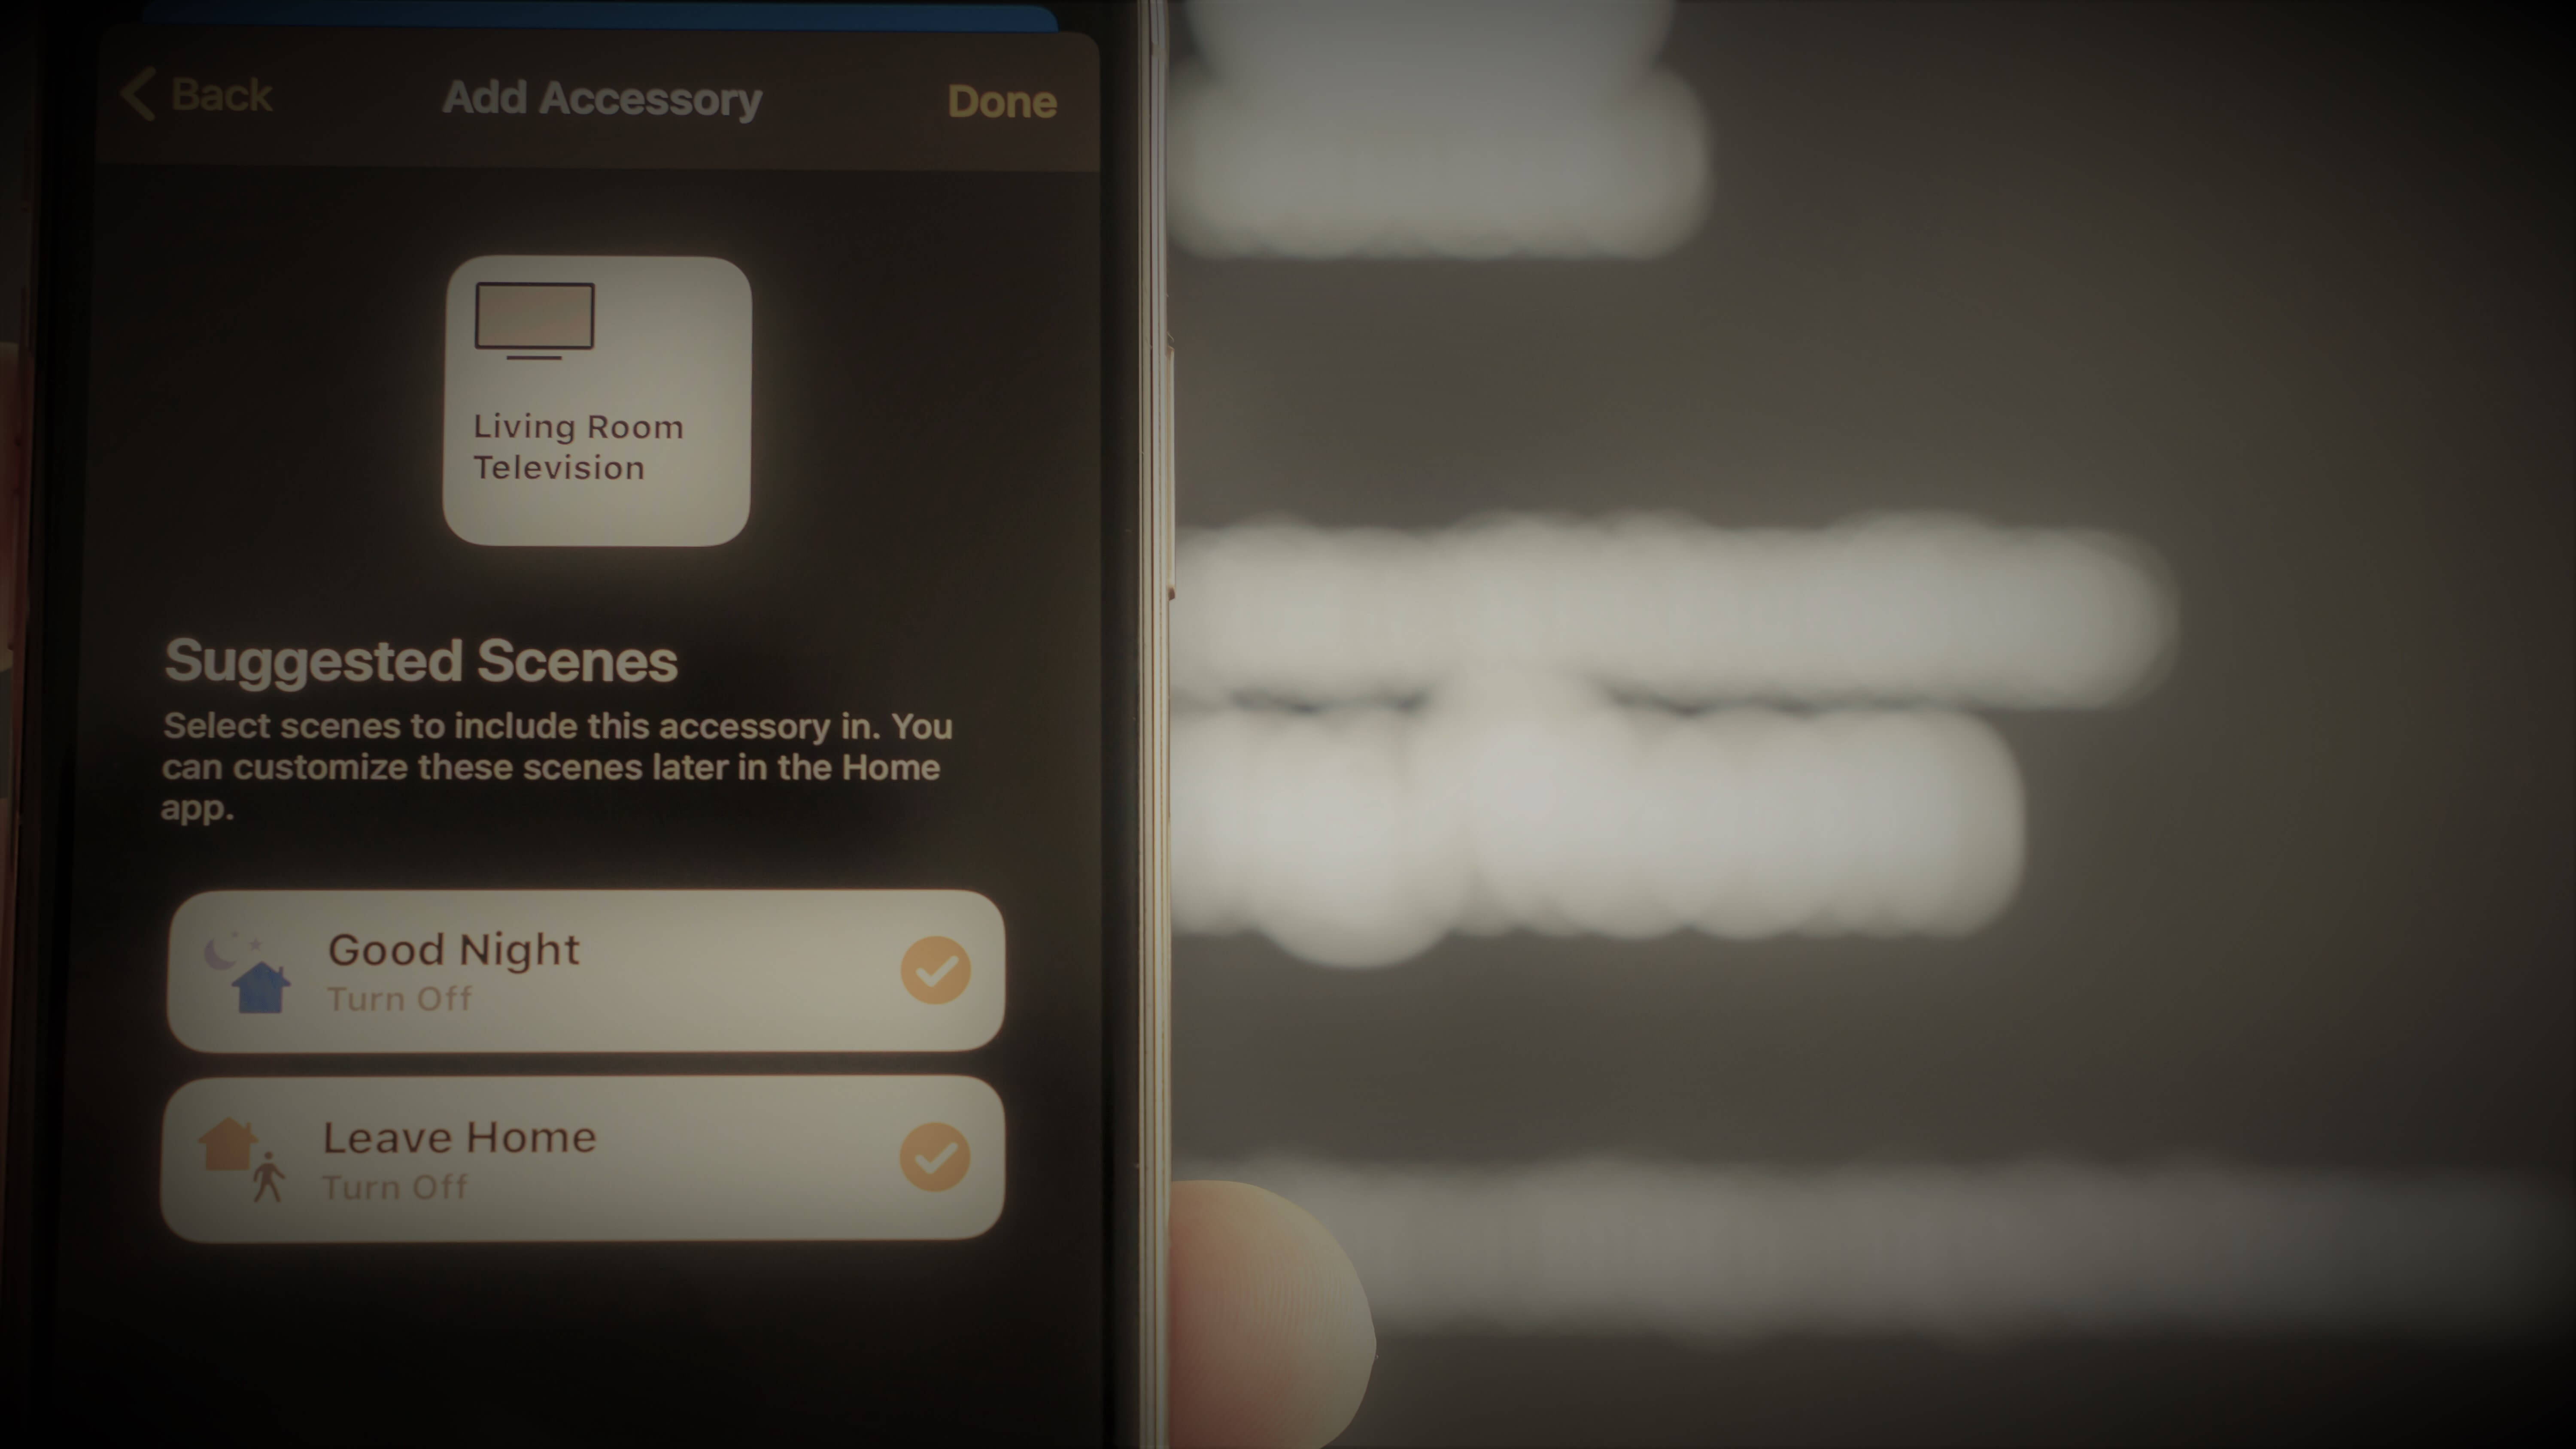 Back
Add Accessory
Done
Living Room
Television
Suggested Scenes
Select scenes to include this accessory in. You
can customize these scenes later in the Home
app.
Good Night
Turn Off
Leave Home
Turn Off